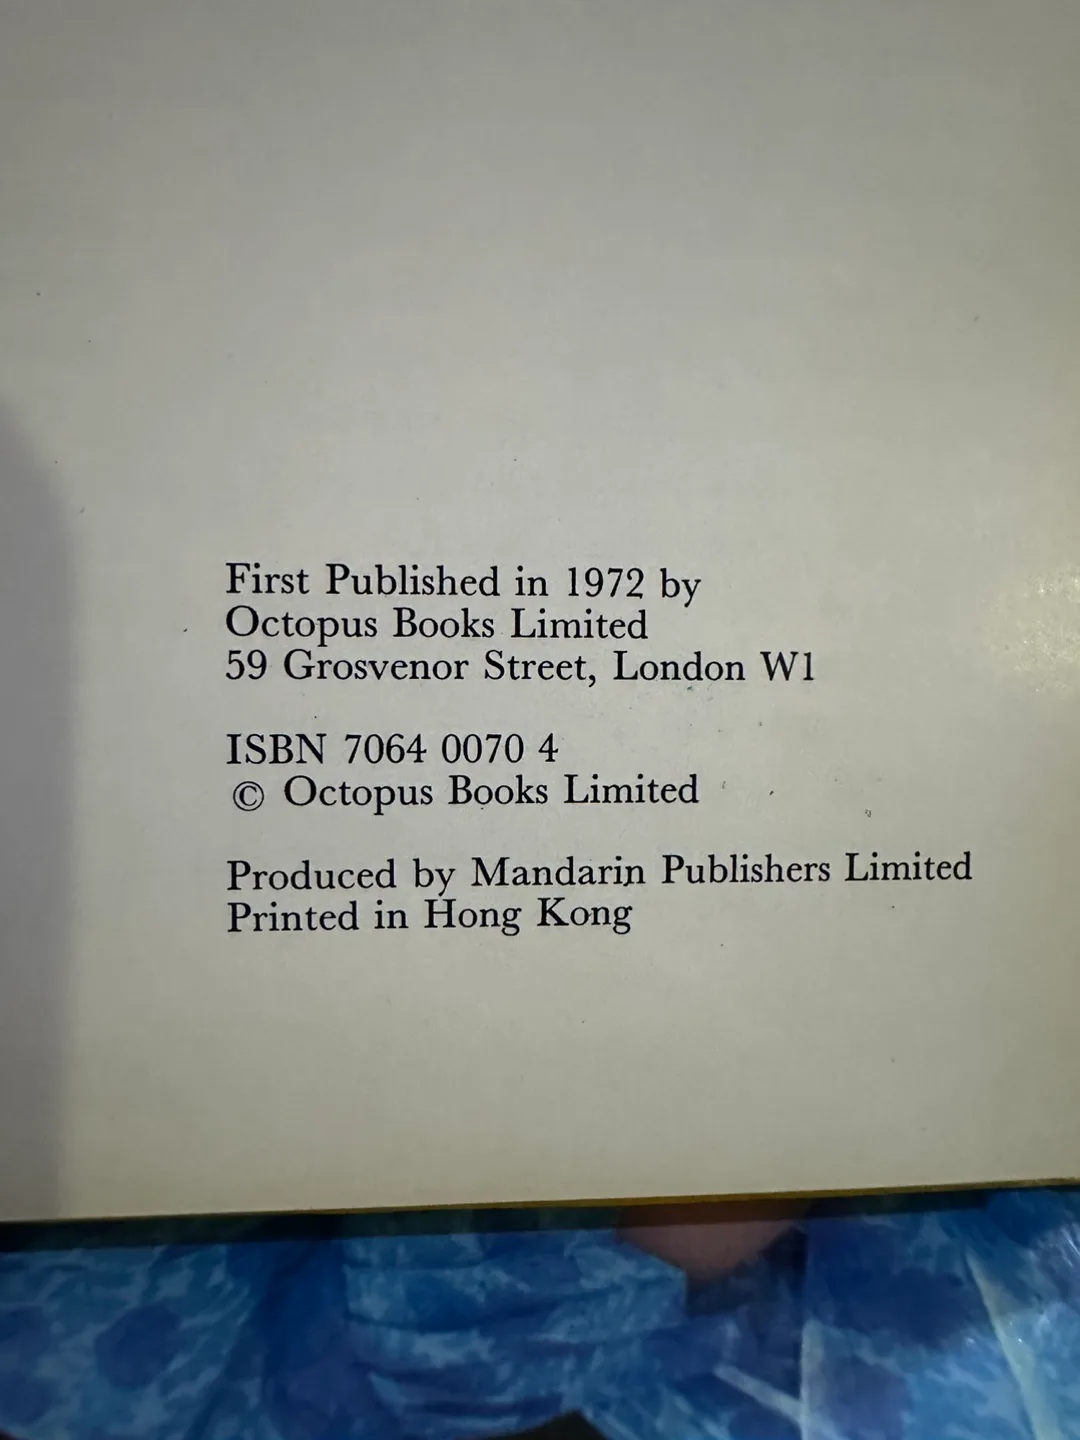 First Published in 1972 by
Octopus Books Limited
59 Grosvenor Street, London W1
ISBN 7064 0070 4
© Octopus Books Limited
Produced by Mandarin Publishers Limited
Printed in Hong Kong